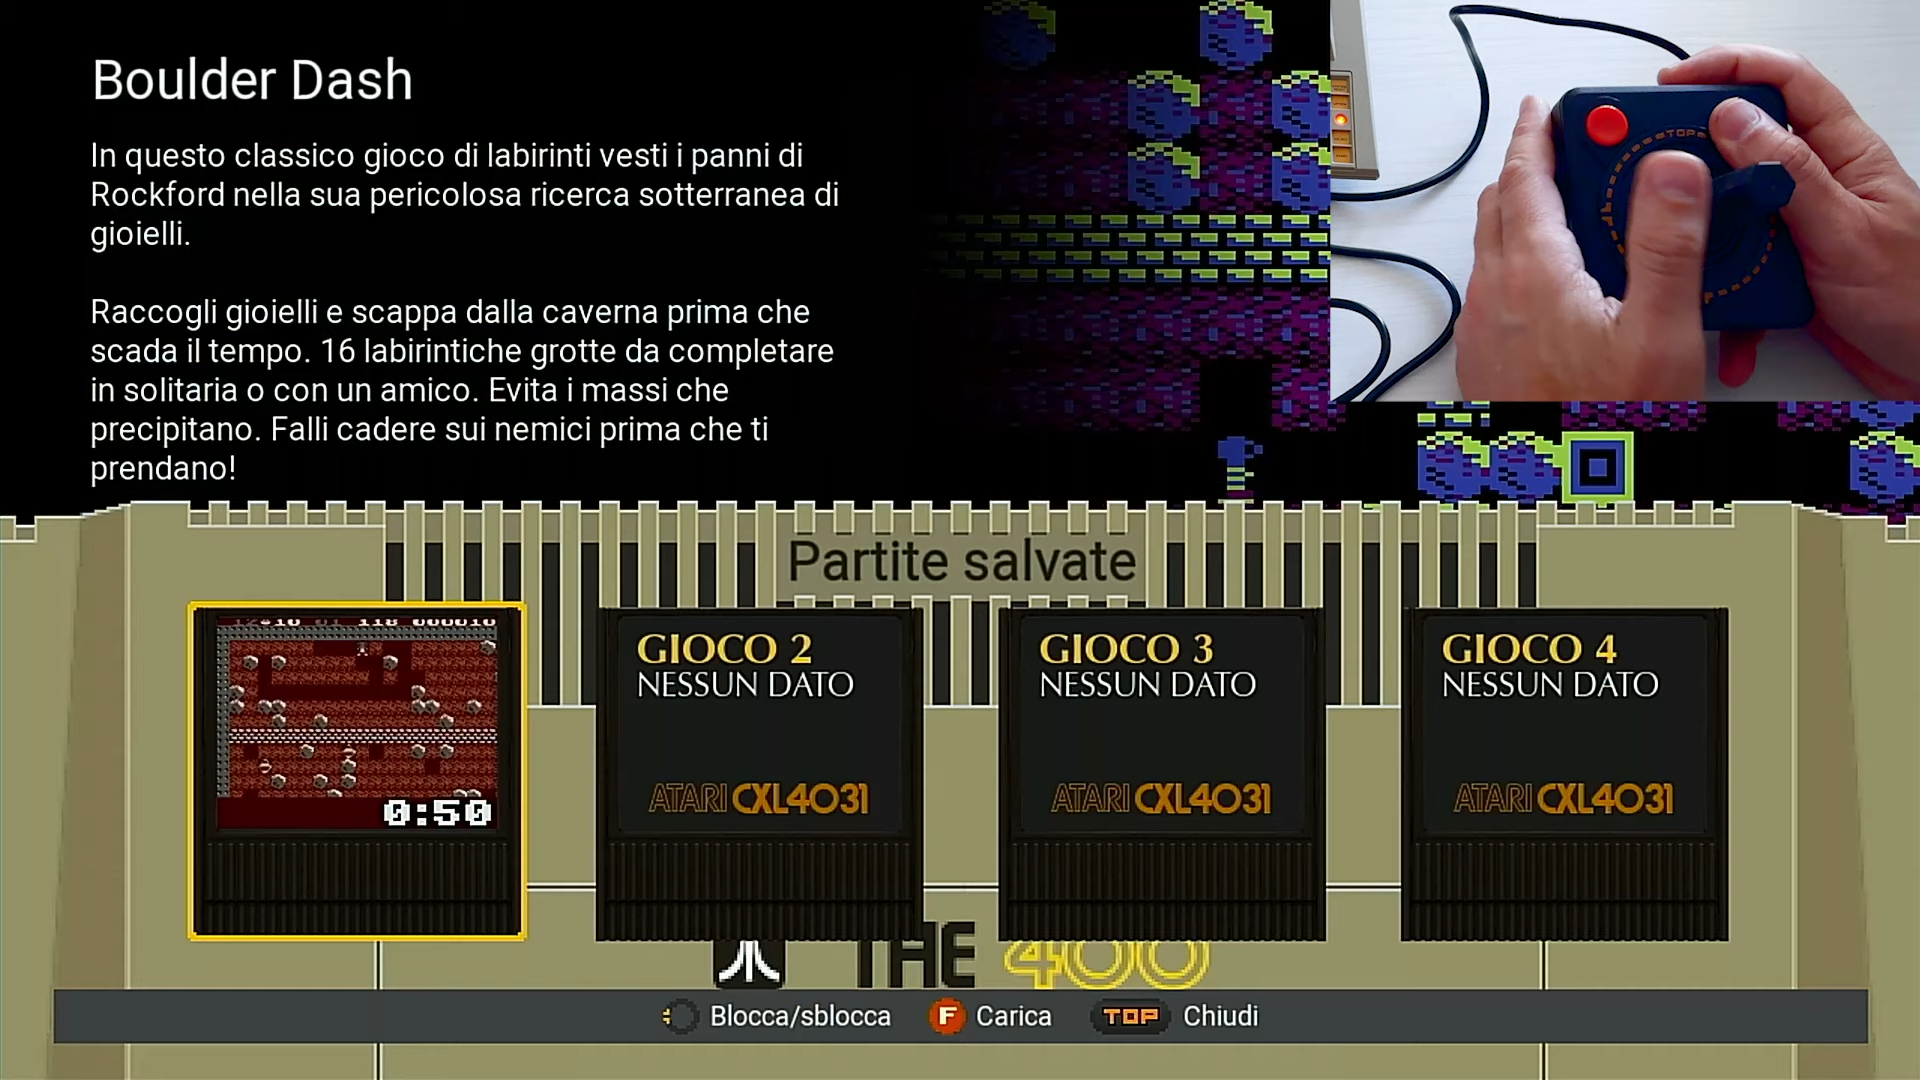 Boulder Dash
In questo classico gioco di labirinti vesti i panni di
Rockford nella sua pericolosa ricerca sotterranea di
gioielli.
Raccogli gioielli e scappa dalla caverna prima che
scada il tempo. 16 labirintiche grotte da completare
in solitaria o con un amico. Evita i massi che
precipitano. Falli cadere sui nemici prima che ti
prendano!
TOP
Partite salvate
0:50
GIOCO 2
NESSUN DATO
ATARI CXL4031
GIOCO 3
NESSUN DATO
ATARI CXL4031
GIOCO 4
NESSUN DATO
ATARI CXL4031
THE 400
Blocca/sblocca
F Carica
TOP Chiudi